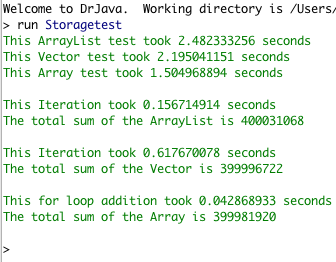 Welcome to DrJava.  Working directory is /Users/
> run Storagetest
This ArrayList test took 2.482333256 seconds
This Vector test took 2.195041151 seconds
This Array test took 1.504968894 seconds
This Iteration took 0.156714914 seconds
The total sum of the ArrayList is 400031068
This Iteration took 0.617670078 seconds
The total sum of the Vector is 399996722
This for loop addition took 0.042868933 seconds
The total sum of the Array is 399981920
>